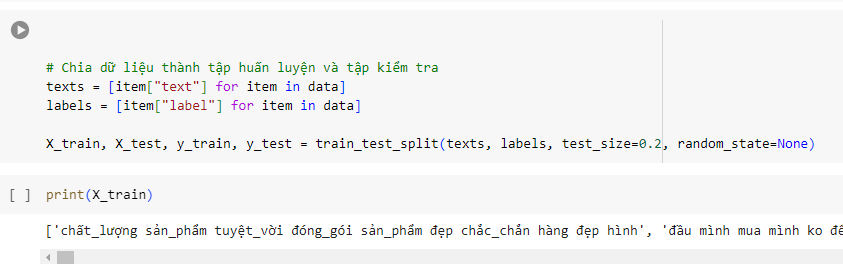 # Chia dữ liệu thành tập huấn luyện và tập kiểm tra
texts = [item["text"] for item in data]
labels = [item["label"] for item in data]
X_train, X_test, y_train, y_test = train_test_split(texts, labels, test_size=0.2, random_state=None)
[ ] print(X_train)
['chất_lượng sản_phẩm tuyệt_vời đóng_gói sản_phẩm đẹp chắc_chắn hàng đẹp hình', 'đầu mình mua mình ko